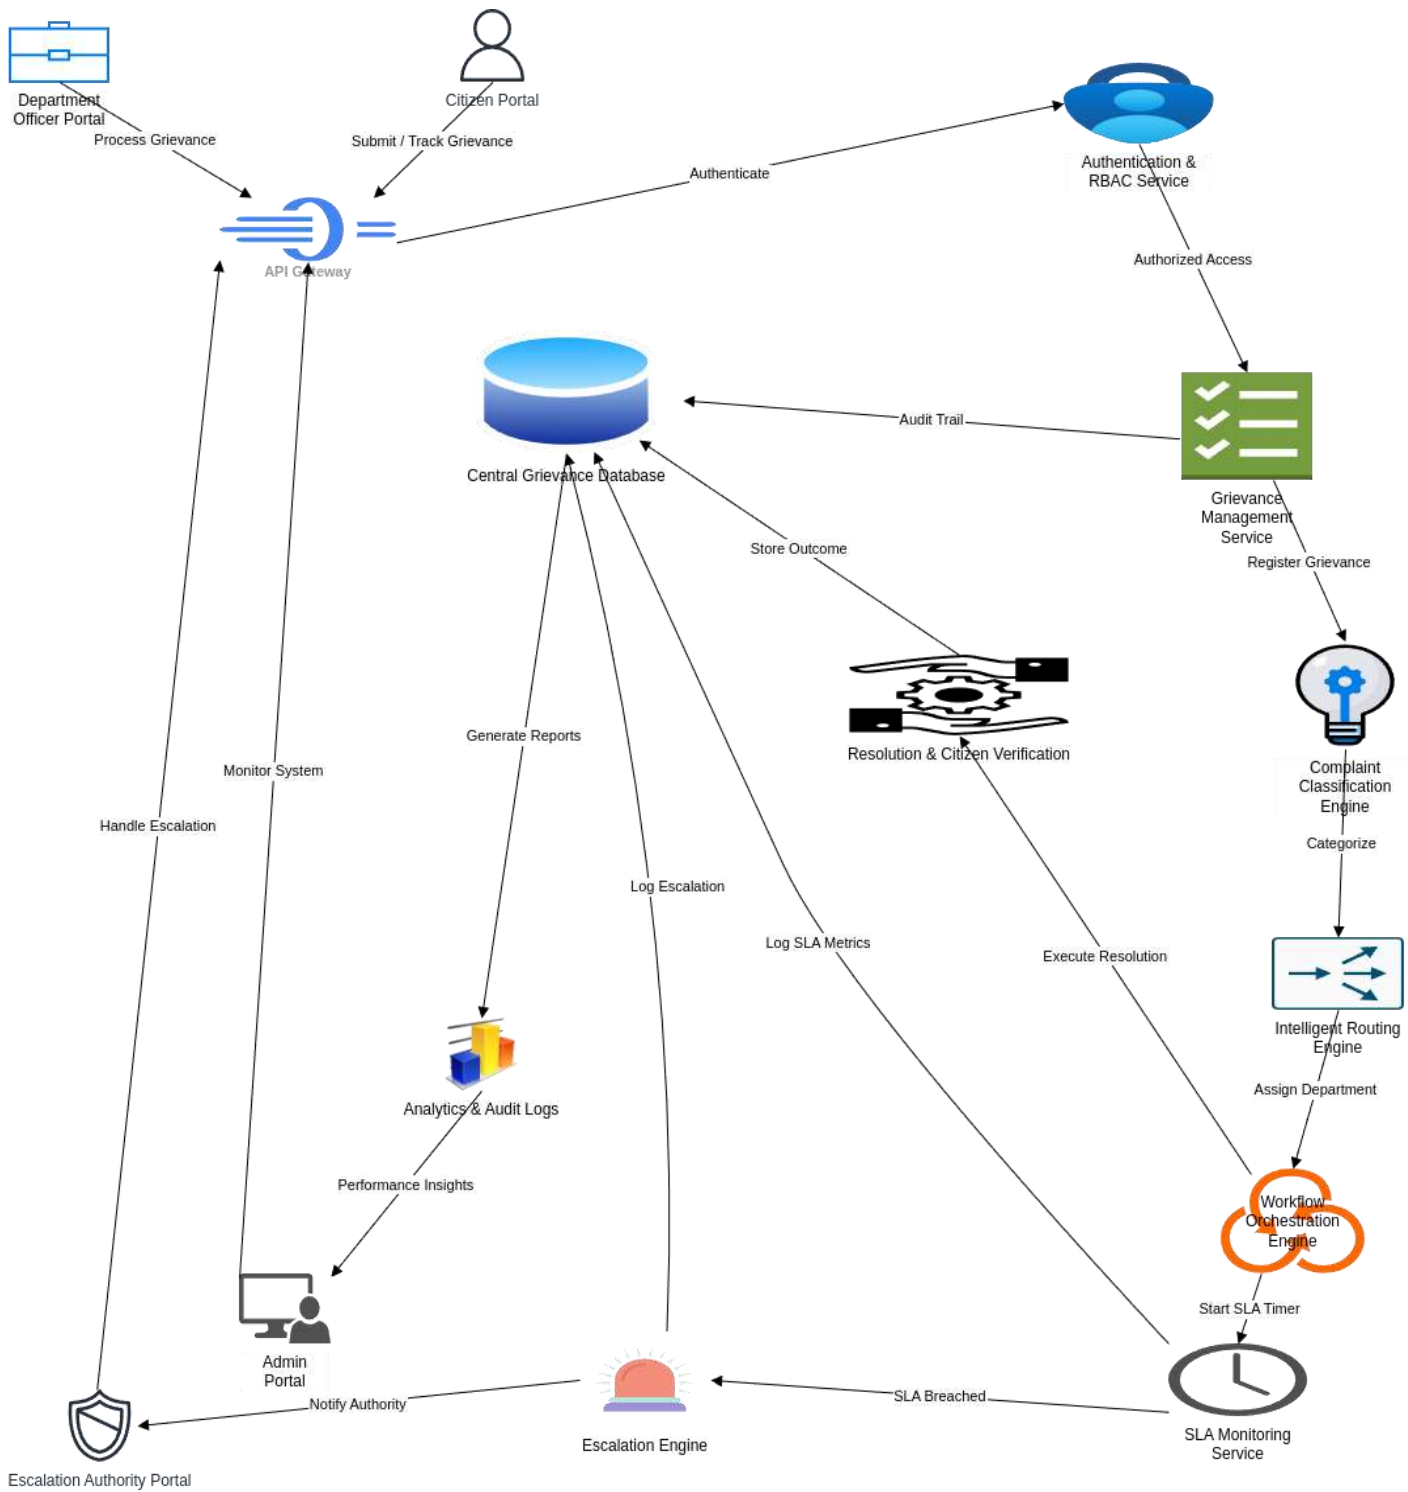 Department
Officer Portal
Citizen Portal
Process Grievance
Submit / Track Grievance
Authenticate
Authentication &
RBAC Service
API Gateway
Authorized Access
Audit Trail
Central Grievance Database
Grievance
Management
Service
Store Outcome
Register Grievance
Generate Reports
Resolution & Citizen Verification
Monitor System
Complaint
Classification
Engine
Handle Escalation
Categorize
Log Escalation
Log SLA Metrics
Execute Resolution
Intelligent Routing
Engine
Analytics & Audit Logs
Assign Department
Performance Insights
Workflow
Orchestration
Engine
Start SLA Timer
Admin
Portal
Notify Authority
SLA Breached
Escalation Engine
SLA Monitoring
Service
Escalation Authority Portal